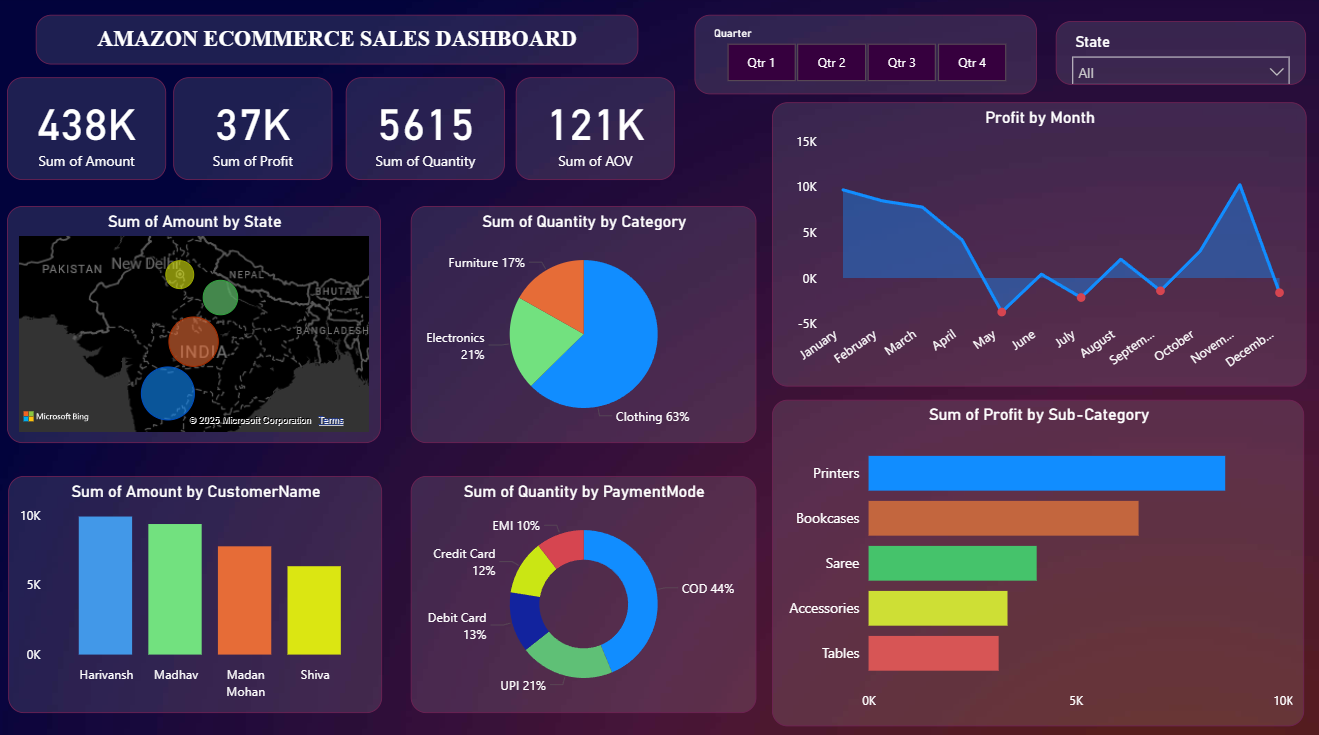 AMAZON ECOMMERCE SALES DASHBOARD
Quarter
Qtr 1
Qtr 2
Qtr 3
Qtr 4
State
All
438K
Sum of Amount
37K
Sum of Profit
5615
Sum of Quantity
121K
Sum of AOV
Profit by Month
15K
10K
5K
0K
-5K
January
February
March
April
May
June
July
August
Septem...
October
Novem...
Decemb...
Sum of Amount by State
PAKISTAN
New Delhi
NEPAL
BHUTAN
BANGLADESH
INDIA
Microsoft Bing
© 2025 Microsoft Corporation Terms
Sum of Quantity by Category
Furniture 17%
Electronics
21%
Clothing 63%
Sum of Profit by Sub-Category
Printers
Bookcases
Saree
Accessories
Tables
0K
5K
10K
Sum of Amount by CustomerName
10K
5K
0K
Harivansh
Madhav
Madan
Mohan
Shiva
Sum of Quantity by PaymentMode
EMI 10%
Credit Card
12%
COD 44%
Debit Card
13%
UPI 21%